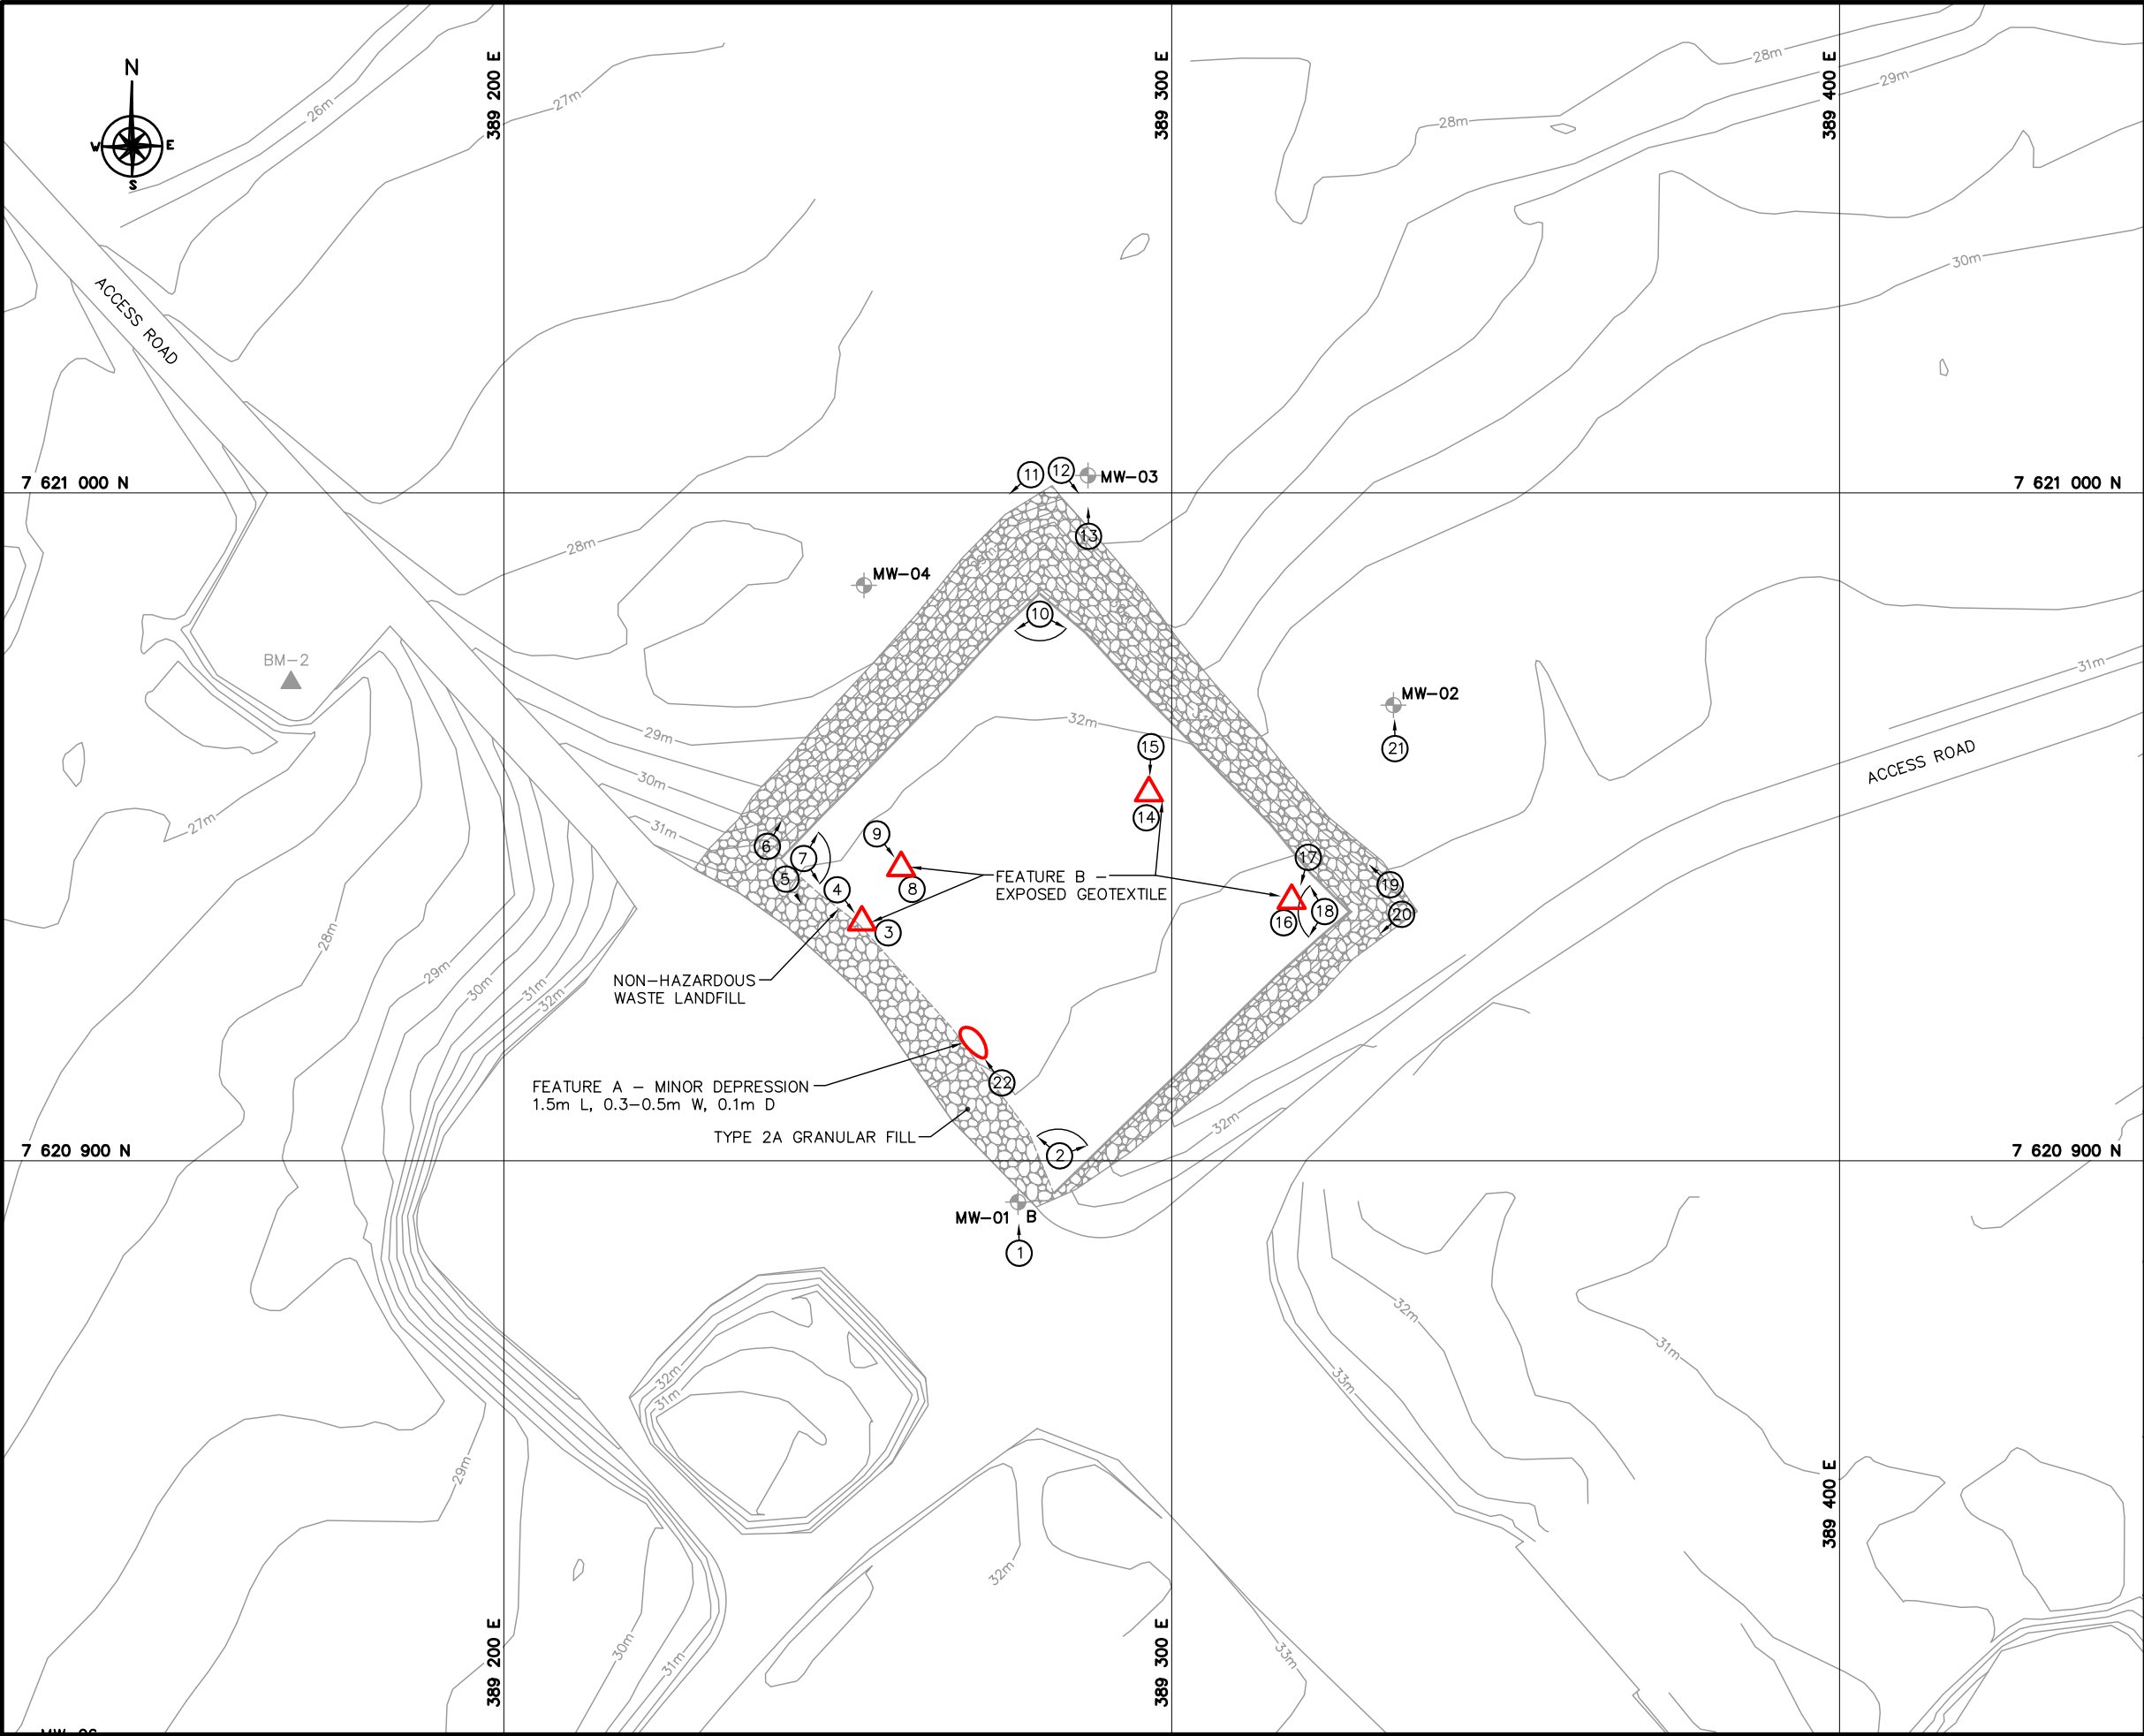 N
W
E
S
389 200 E
389 300 E
389 400 E
26m
27m
28m
29m
28m
30m
ACCESS ROAD
7 621 000 N
7 621 000 N
11
12
MW-03
13
28m
MW-04
10
BM-2
31m
MW-02
32m
29m
21
ACCESS ROAD
15
30m
14
27m
31m
9
6
7
17
5
4
8
FEATURE B -
EXPOSED GEOTEXTILE
19
18
20
16
3
28m
29m
30m
31m
32m
NON-HAZARDOUS
WASTE LANDFILL
22
FEATURE A - MINOR DEPRESSION
1.5m L, 0.3-0.5m W, 0.1m D
TYPE 2A GRANULAR FILL
32m
7 620 900 N
2
7 620 900 N
MW-01 B
1
32m
31m
33m
32m
31m
29m
389 400 E
32m
30m
31m
33m
389 200 E
389 300 E